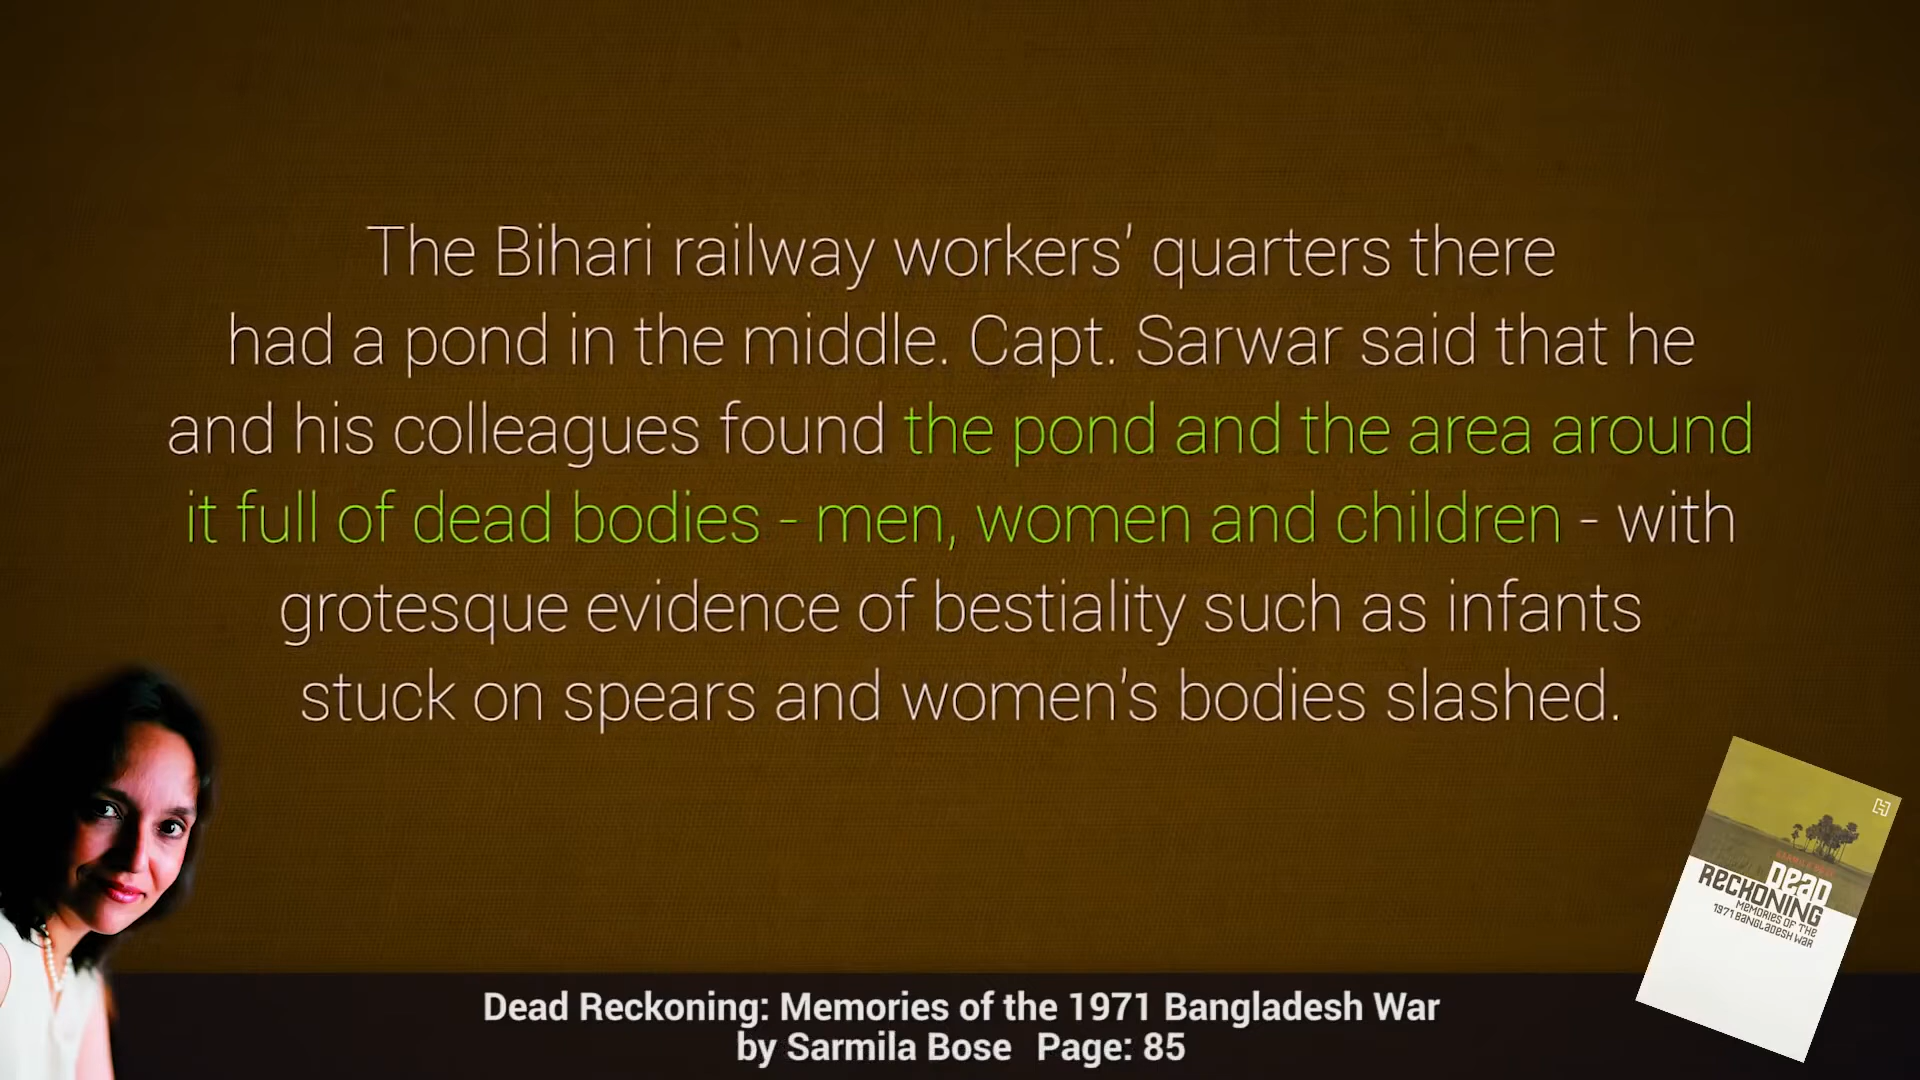 The Bihari railway workers’ quarters there
had a pond in the middle. Capt. Sarwar said that he
and his colleagues found the pond and the area around
it full of dead bodies - men, women and children - with
grotesque evidence of bestiality such as infants
stuck on spears and women’s bodies slashed.
DEAD
RECKONING
MEMORIES OF THE
1971 BANGLADESH WAR
Dead Reckoning: Memories of the 1971 Bangladesh War
by Sarmila Bose Page: 85